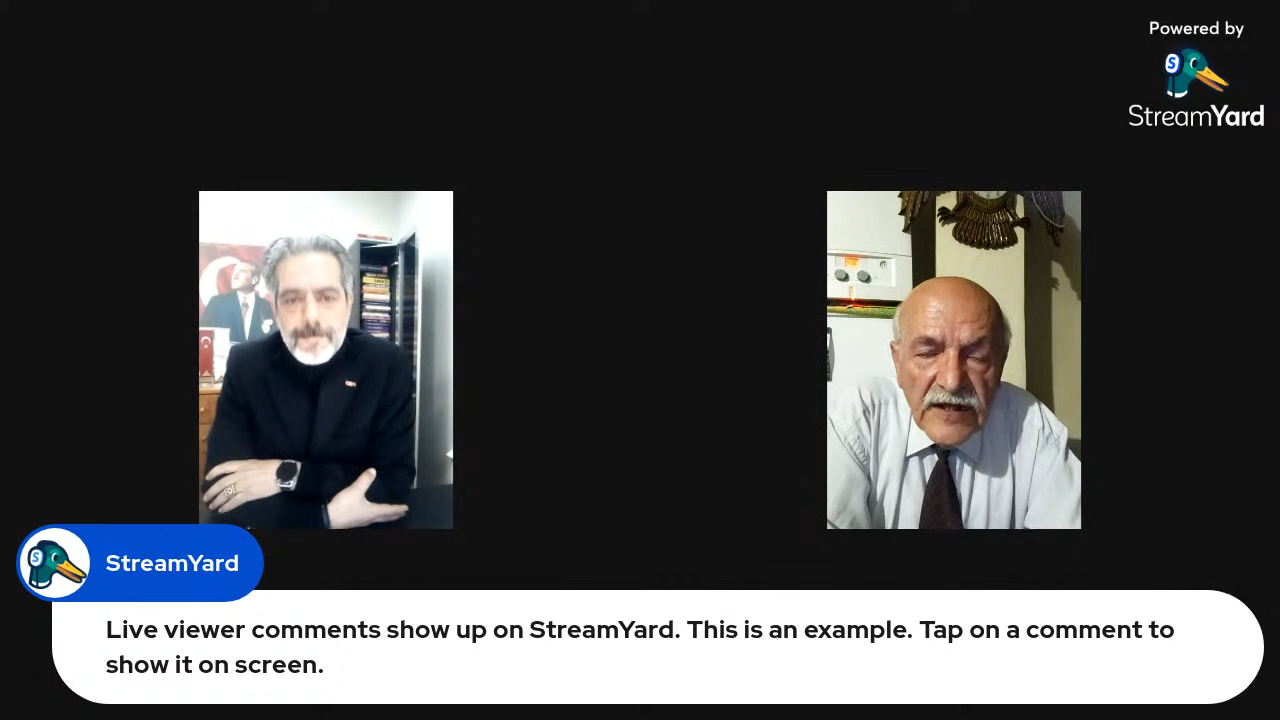 Powered by
S
StreamYard
S
StreamYard
Live viewer comments show up on StreamYard. This is an example. Tap on a comment to
show it on screen.